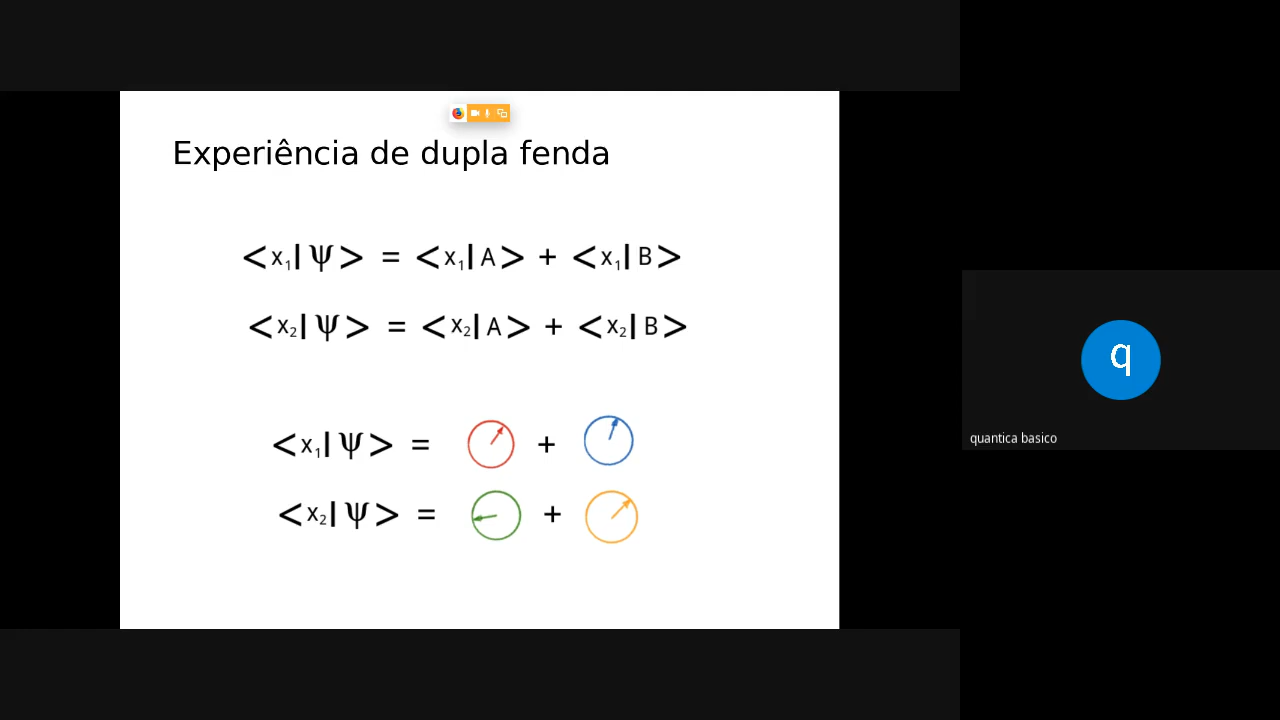 Experiência de dupla fenda
<x₁|ψ> = <x₁|A> + <x₁|B>
<x₂|ψ> = <x₂|A> + <x₂|B>
<x₁|ψ> = +
<x₂|ψ> = +
q
quantica basico